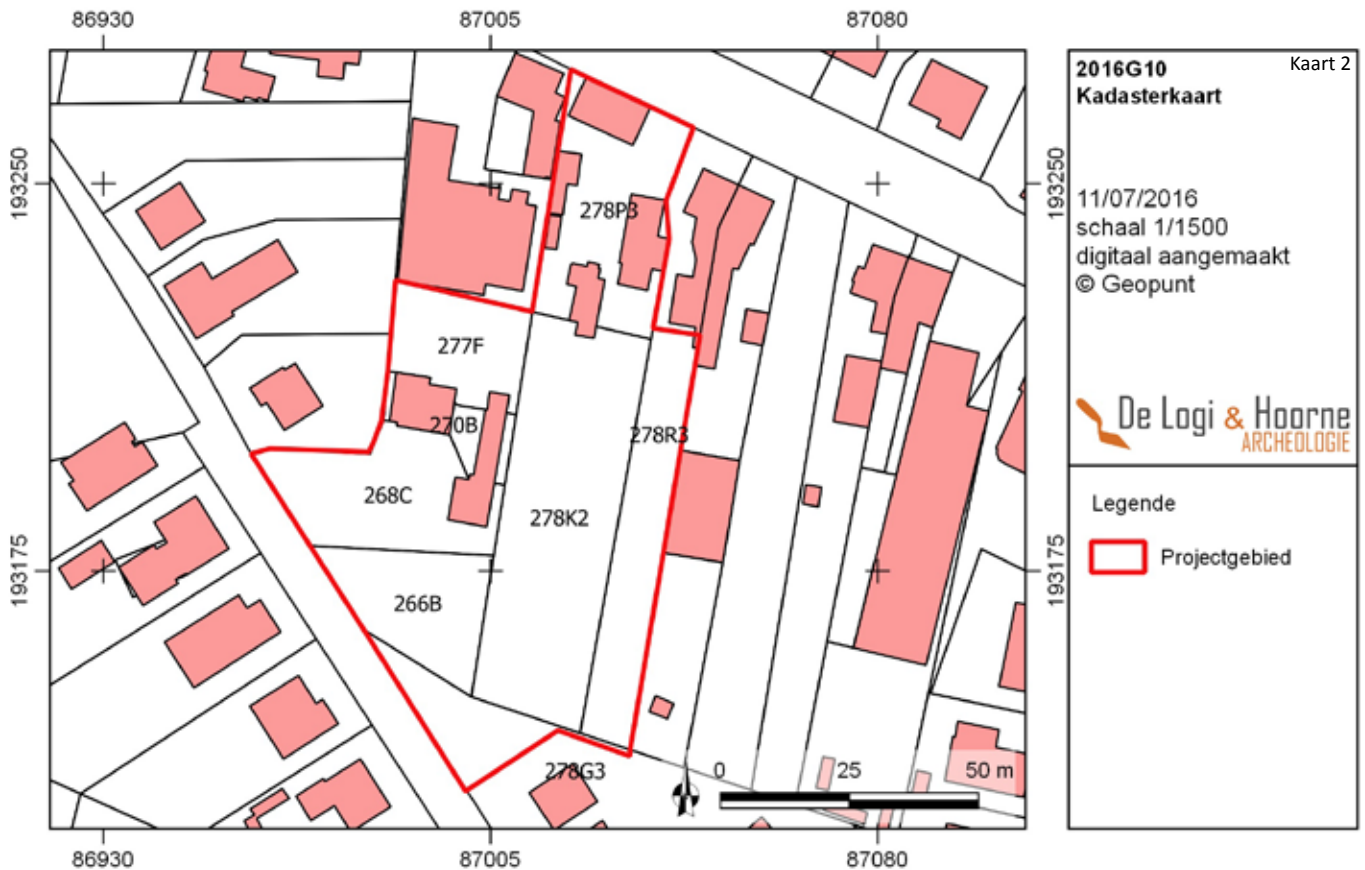 86930 87005 87080
193250 193250
193175 193175
278P3
277F
270B
278R3
268C
278K2
266B
278G3
0 25 50 m
86930 87005 87080
Kaart 2
2016G10
Kadasterkaart
11/07/2016
schaal 1/1500
digitaal aangemaakt
© Geopunt
De Logi & Hoorne
ARCHEOLOGIE
Legende
Projectgebied